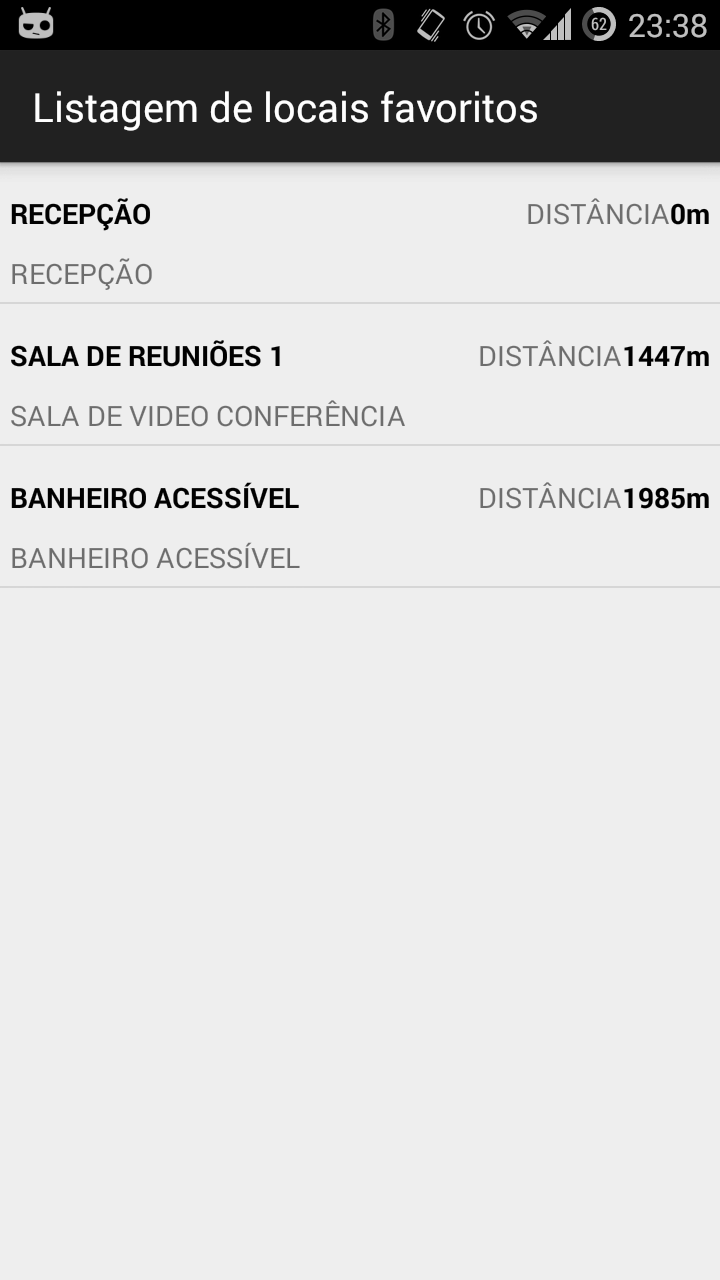 62 23:38
Listagem de locais favoritos
RECEPÇÃO DISTÂNCIA0m
RECEPÇÃO
SALA DE REUNIÕES 1 DISTÂNCIA1447m
SALA DE VIDEO CONFERÊNCIA
BANHEIRO ACESSÍVEL DISTÂNCIA1985m
BANHEIRO ACESSÍVEL